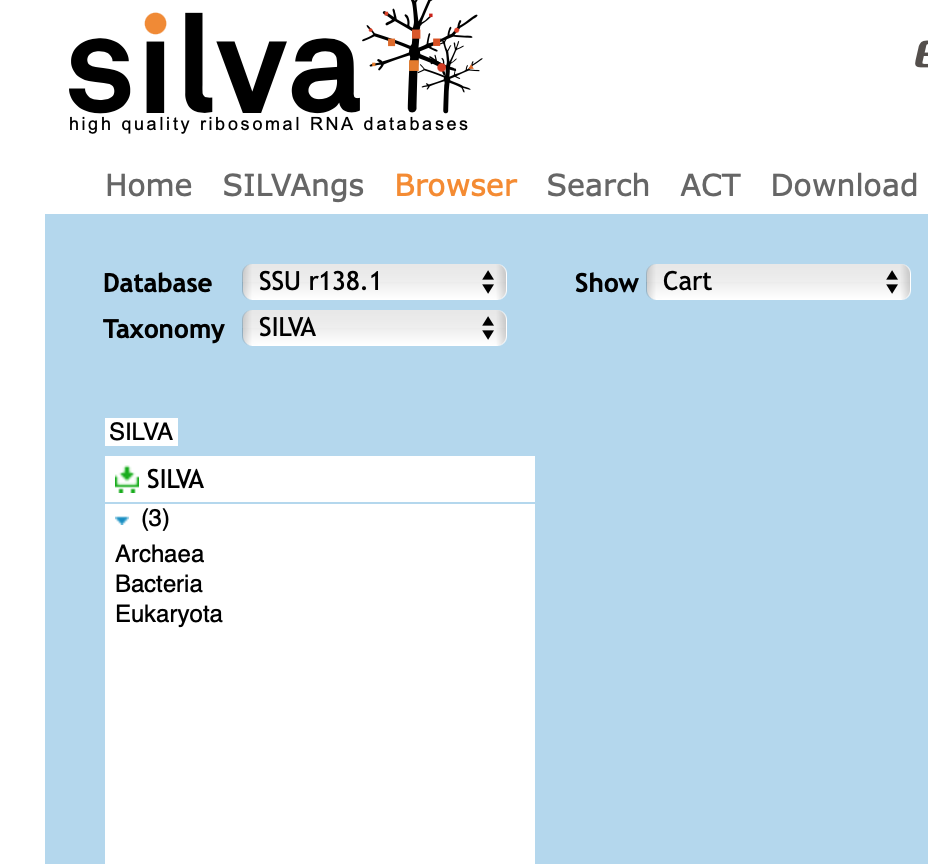 silva
high quality ribosomal RNA databases
Home SILVAngs Browser Search ACT Download
Database SSU r138.1 Show Cart
Taxonomy SILVA
SILVA
SILVA
(3)
Archaea
Bacteria
Eukaryota